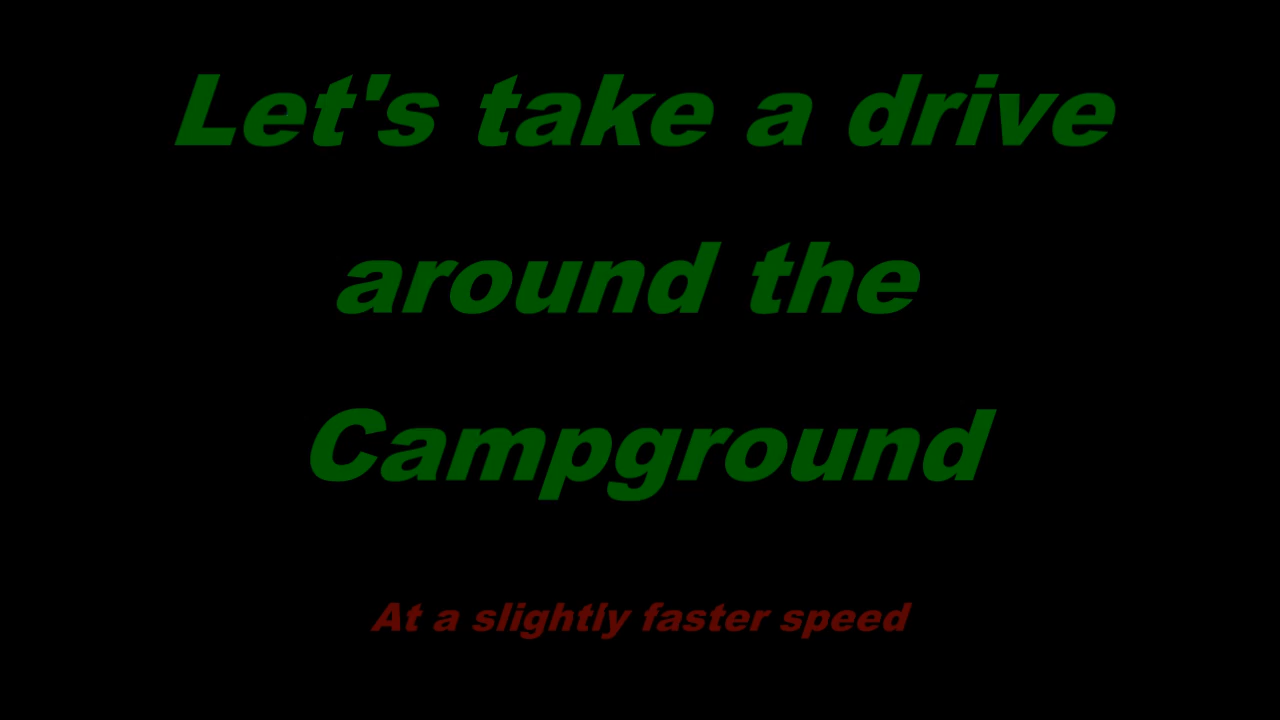 Let's take a drive
around the
Campground
At a slightly faster speed